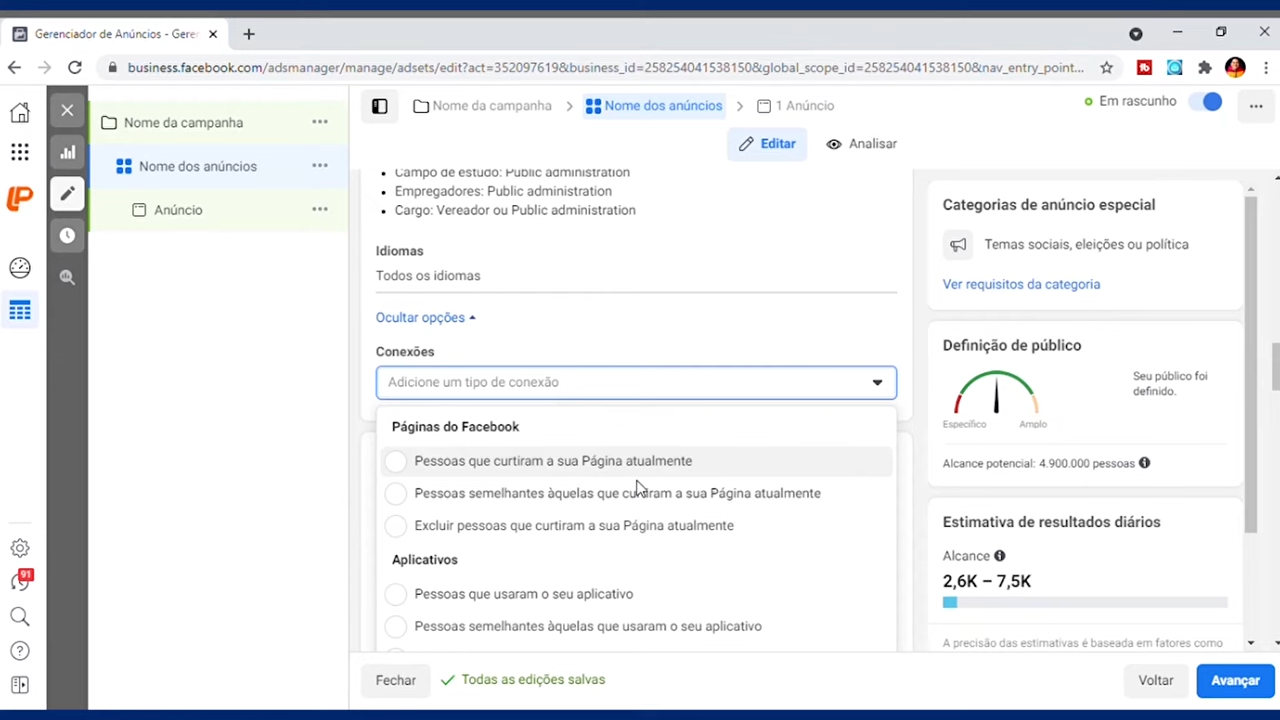 Gerenciador de Anúncios - Geren
business.facebook.com/adsmanager/manage/adsets/edit?act=352097619&business_id=258254041538150&global_scope_id=258254041538150&nav_entry_point...
Nome da campanha
Nome dos anúncios
Anúncio
91
Nome da campanha
Nome dos anúncios
1 Anúncio
Em rascunho
Editar
Analisar
Campo de estudo: Public administration
Empregadores: Public administration
Cargo: Vereador ou Public administration
Idiomas
Todos os idiomas
Ocultar opções
Conexões
Adicione um tipo de conexão
Páginas do Facebook
Pessoas que curtiram a sua Página atualmente
Pessoas semelhantes àquelas que curtiram a sua Página atualmente
Excluir pessoas que curtiram a sua Página atualmente
Aplicativos
Pessoas que usaram o seu aplicativo
Pessoas semelhantes àquelas que usaram o seu aplicativo
Categorias de anúncio especial
Temas sociais, eleições ou política
Ver requisitos da categoria
Definição de público
Seu público foi
definido.
Específico
Amplo
Alcance potencial: 4.900.000 pessoas
Estimativa de resultados diários
Alcance
2,6K – 7,5K
A precisão das estimativas é baseada em fatores como
Fechar
Todas as edições salvas
Voltar
Avançar